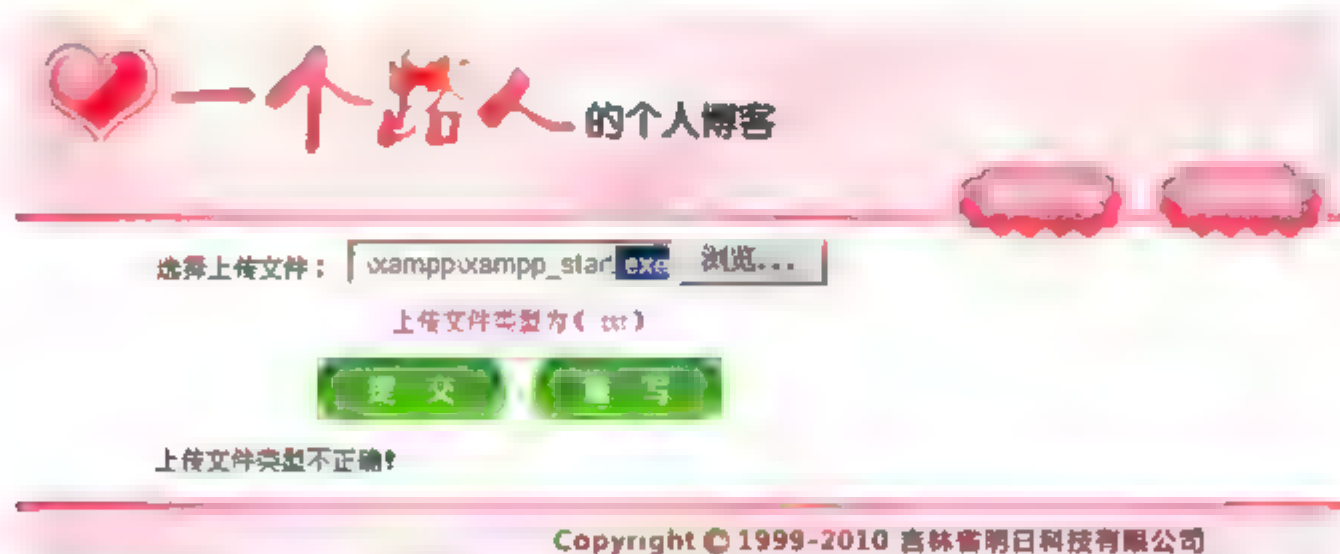 一个路人的个人博客
选择上传文件： \xampp\xampp_star.exe 浏览...
上传文件类型为（.txt）
提 交 重 写
上传文件类型不正确！
Copyright © 1999-2010 吉林省明日科技有限公司